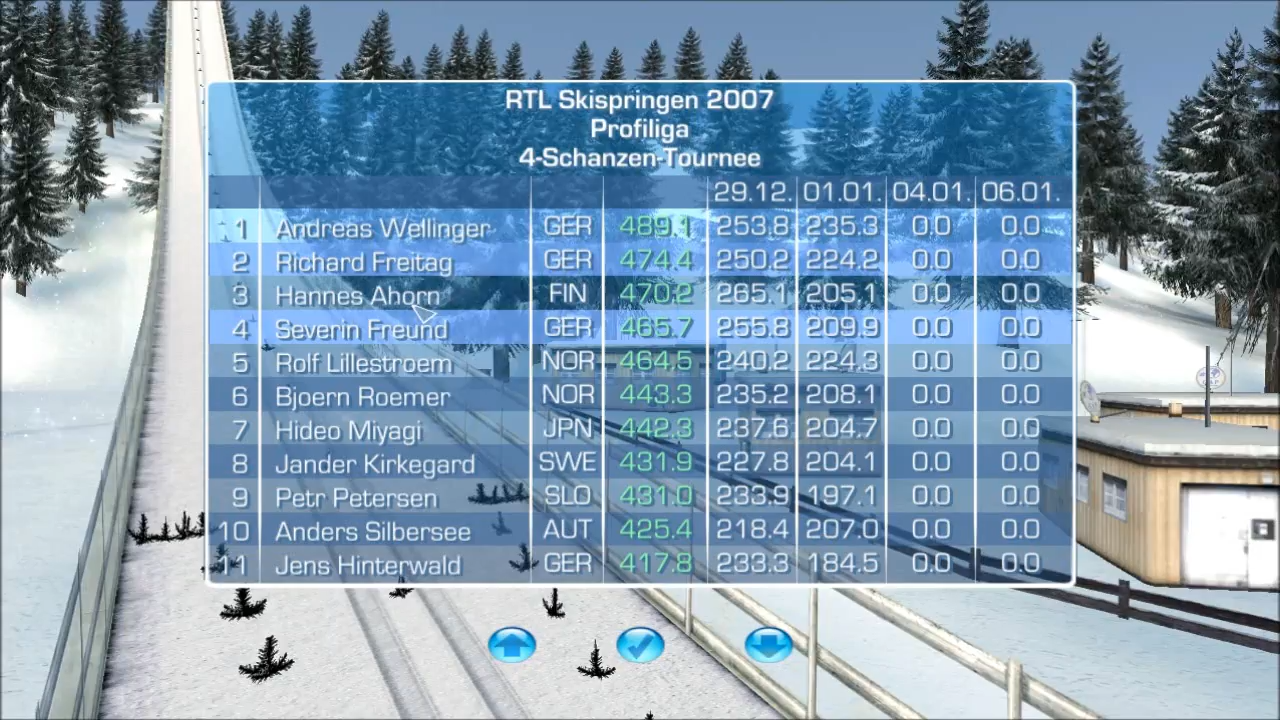 RTL Skispringen 2007
Profiliga
4-Schanzen-Tournee
29.12. 01.01. 04.01. 06.01.
1 Andreas Wellinger GER 489.1 253.8 235.3 0.0 0.0
2 Richard Freitag GER 474.4 250.2 224.2 0.0 0.0
3 Hannes Ahorn FIN 470.2 265.1 205.1 0.0 0.0
4 Severin Freund GER 465.7 255.8 209.9 0.0 0.0
5 Rolf Lillestroem NOR 464.5 240.2 224.3 0.0 0.0
6 Bjoern Roemer NOR 443.3 235.2 208.1 0.0 0.0
7 Hideo Miyagi JPN 442.3 237.6 204.7 0.0 0.0
8 Jander Kirkegard SWE 431.9 227.8 204.1 0.0 0.0
9 Petr Petersen SLO 431.0 233.9 197.1 0.0 0.0
10 Anders Silbersee AUT 425.4 218.4 207.0 0.0 0.0
11 Jens Hinterwald GER 417.8 233.3 184.5 0.0 0.0